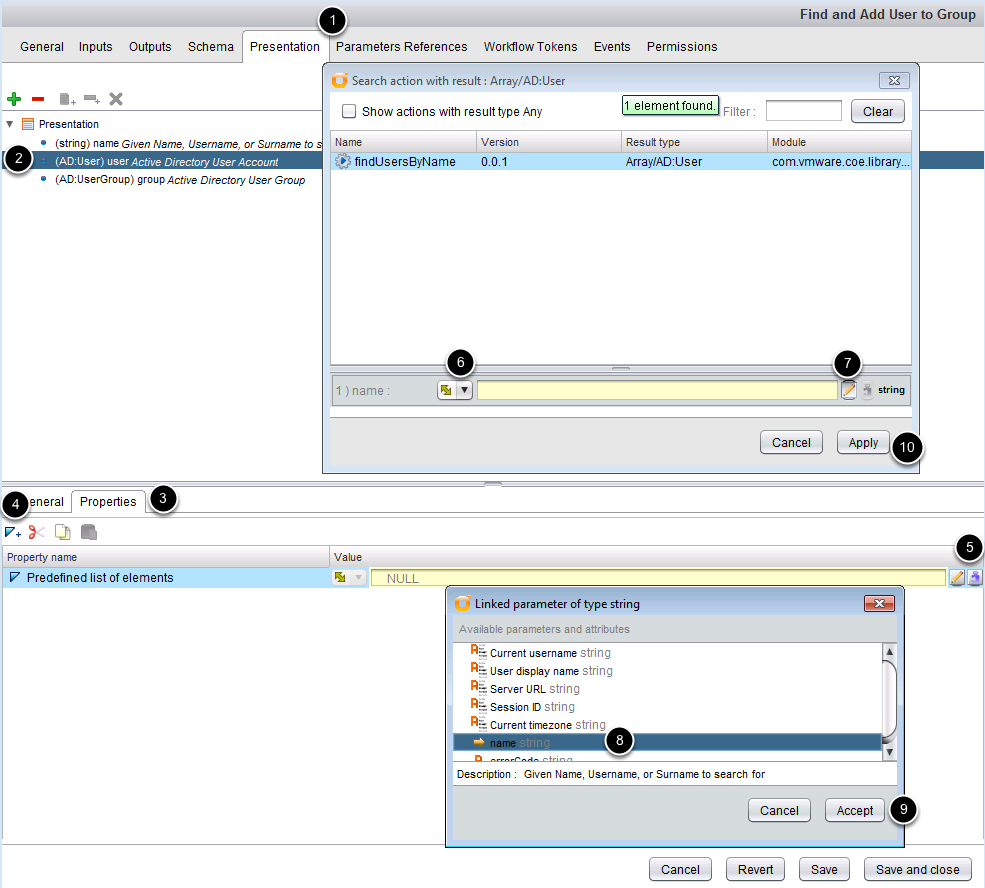 Find and Add User to Group
1
General Inputs Outputs Schema Presentation Parameters References Workflow Tokens Events Permissions
Search action with result : Array/AD:User
Show actions with result type Any
1 element found.
Filter :
Clear
Name Version Result type Module
findUsersByName 0.0.1 Array/AD:User com.vmware.coe.library...
Presentation
(string) name Given Name, Username, or Surname to s
2
(AD:User) user Active Directory User Account
(AD:UserGroup) group Active Directory User Group
6
7
1 ) name :
string
Cancel Apply
10
4
eneral Properties
3
5
Property name Value
Predefined list of elements NULL
Linked parameter of type string
Available parameters and attributes
Current username string
User display name string
Server URL string
Session ID string
Current timezone string
name string
8
errorCode string
Description : Given Name, Username, or Surname to search for
Cancel Accept
9
Cancel Revert Save Save and close